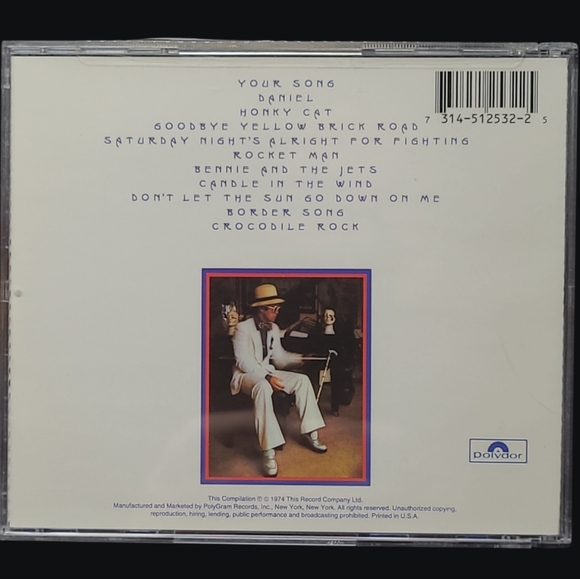 YOUR SONG
DANIEL
HONKY CAT
GOODBYE YELLOW BRICK ROAD
SATURDAY NIGHT'S ALRIGHT FOR FIGHTING
ROCKET MAN
BENNIE AND THE JETS
CANDLE IN THE WIND
DON'T LET THE SUN GO DOWN ON ME
BORDER SONG
CROCODILE ROCK
7 314-512532-2 5
polydor
This Compilation ℗ © 1974 This Record Company Ltd.
Manufactured and Marketed by PolyGram Records, Inc., New York, New York. All rights reserved. Unauthorized copying,
reproduction, hiring, lending, public performance and broadcasting prohibited. Printed in U.S.A.